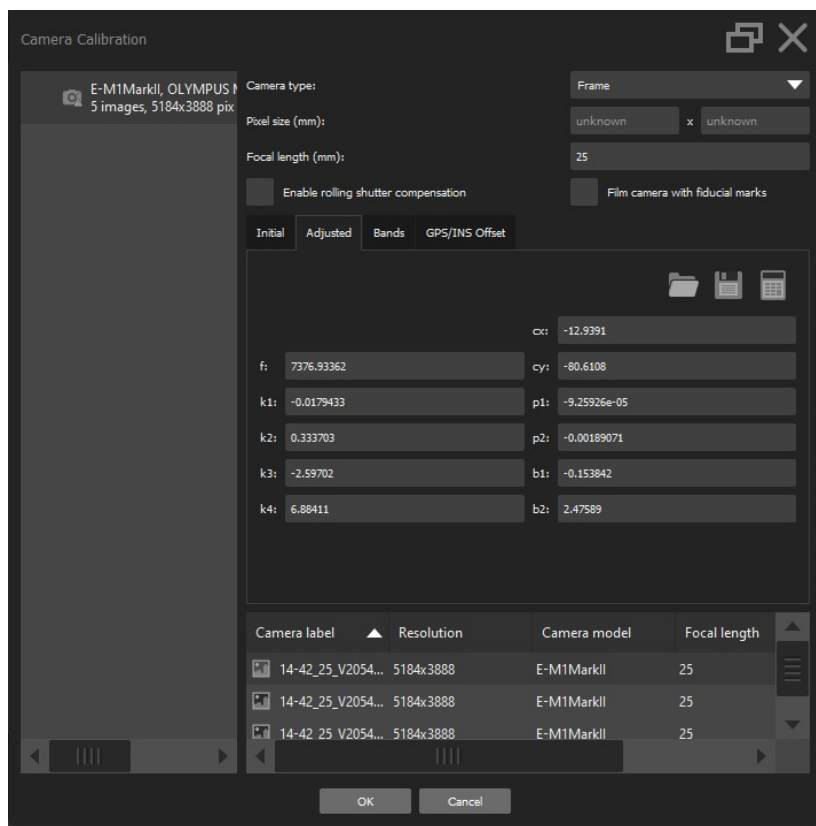 Camera Calibration
E-M1MarkII, OLYMPUS
5 images, 5184x3888 pix
Camera type: Frame
Pixel size (mm): unknown x unknown
Focal length (mm): 25
Enable rolling shutter compensation Film camera with fiducial marks
Initial Adjusted Bands GPS/INS Offset
cx: -12.9391
f: 7376.93362 cy: -80.6108
k1: -0.0179433 p1: -9.25926e-05
k2: 0.333703 p2: -0.00189071
k3: -2.59702 b1: -0.153842
k4: 6.88411 b2: 2.47589
Camera label Resolution Camera model Focal length
14-42_25_V2054... 5184x3888 E-M1MarkII 25
14-42_25_V2054... 5184x3888 E-M1MarkII 25
14-42_25_V2054... 5184x3888 E-M1MarkII 25
OK Cancel